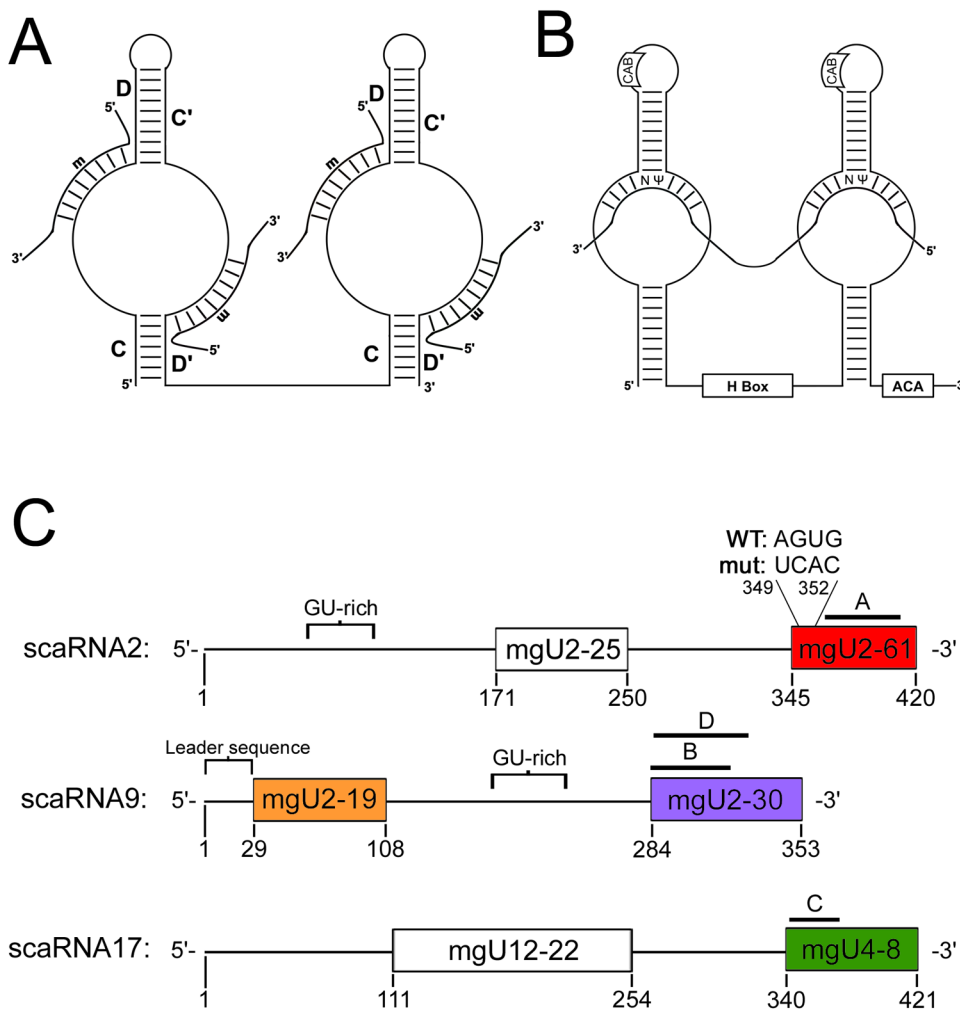 A
D
5'
C'
m
3'
3'
m
C
D'
5'
5'
D
5'
C'
m
3'
3'
m
C
D'
5'
3'
B
CAB
CAB
N Ψ
N Ψ
3'
5'
5'
H Box
ACA
3'
C
WT: AGUG
mut: UCAC
349 352
A
GU-rich
scaRNA2: 5'- mgU2-25 mgU2-61 -3'
1 171 250 345 420
D
Leader sequence
GU-rich
B
scaRNA9: 5'- mgU2-19 mgU2-30 -3'
1 29 108 284 353
C
scaRNA17: 5'- mgU12-22 mgU4-8 -3'
1 111 254 340 421